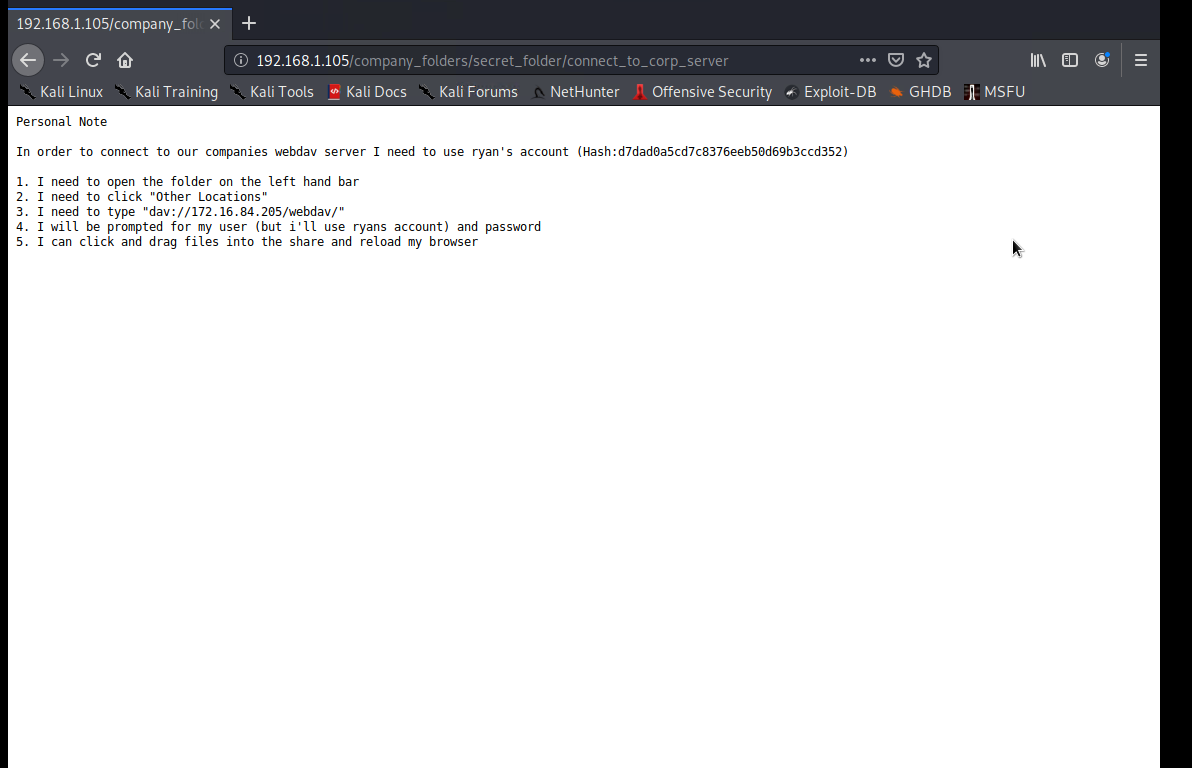 192.168.1.105/company_fol
192.168.1.105/company_folders/secret_folder/connect_to_corp_server
Kali Linux Kali Training Kali Tools Kali Docs Kali Forums NetHunter Offensive Security Exploit-DB GHDB MSFU
Personal Note
In order to connect to our companies webdav server I need to use ryan's account (Hash:d7dad0a5cd7c8376eeb50d69b3ccd352)
1. I need to open the folder on the left hand bar
2. I need to click "Other Locations"
3. I need to type "dav://172.16.84.205/webdav/"
4. I will be prompted for my user (but i'll use ryans account) and password
5. I can click and drag files into the share and reload my browser